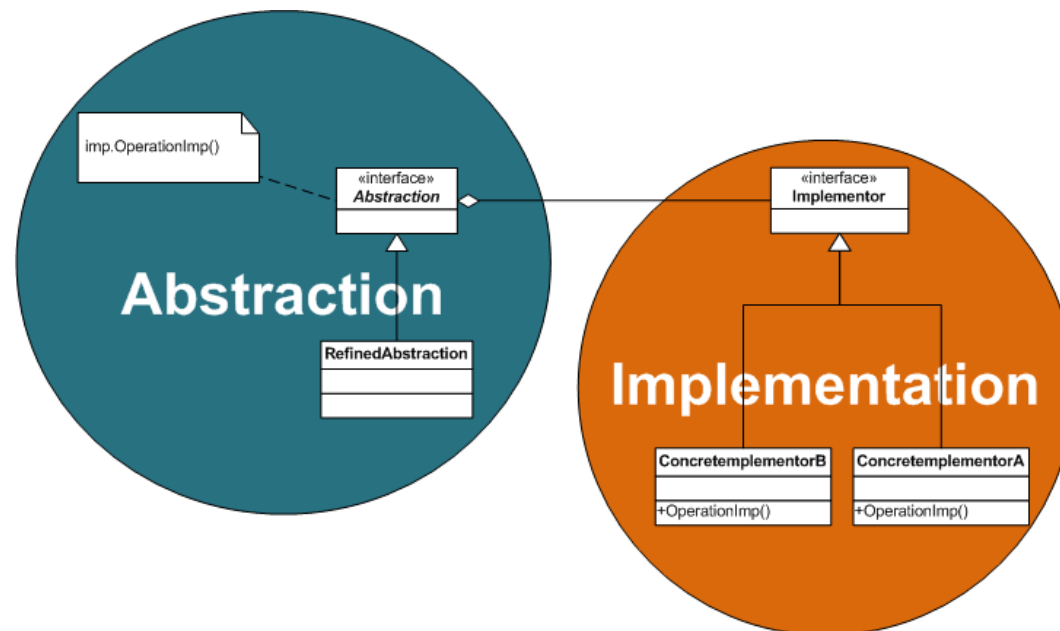 imp.OperationImp()
«interface»
Abstraction
«interface»
Implementor
Abstraction
RefinedAbstraction
Implementation
ConcretemplementorB
+OperationImp()
ConcretemplementorA
+OperationImp()